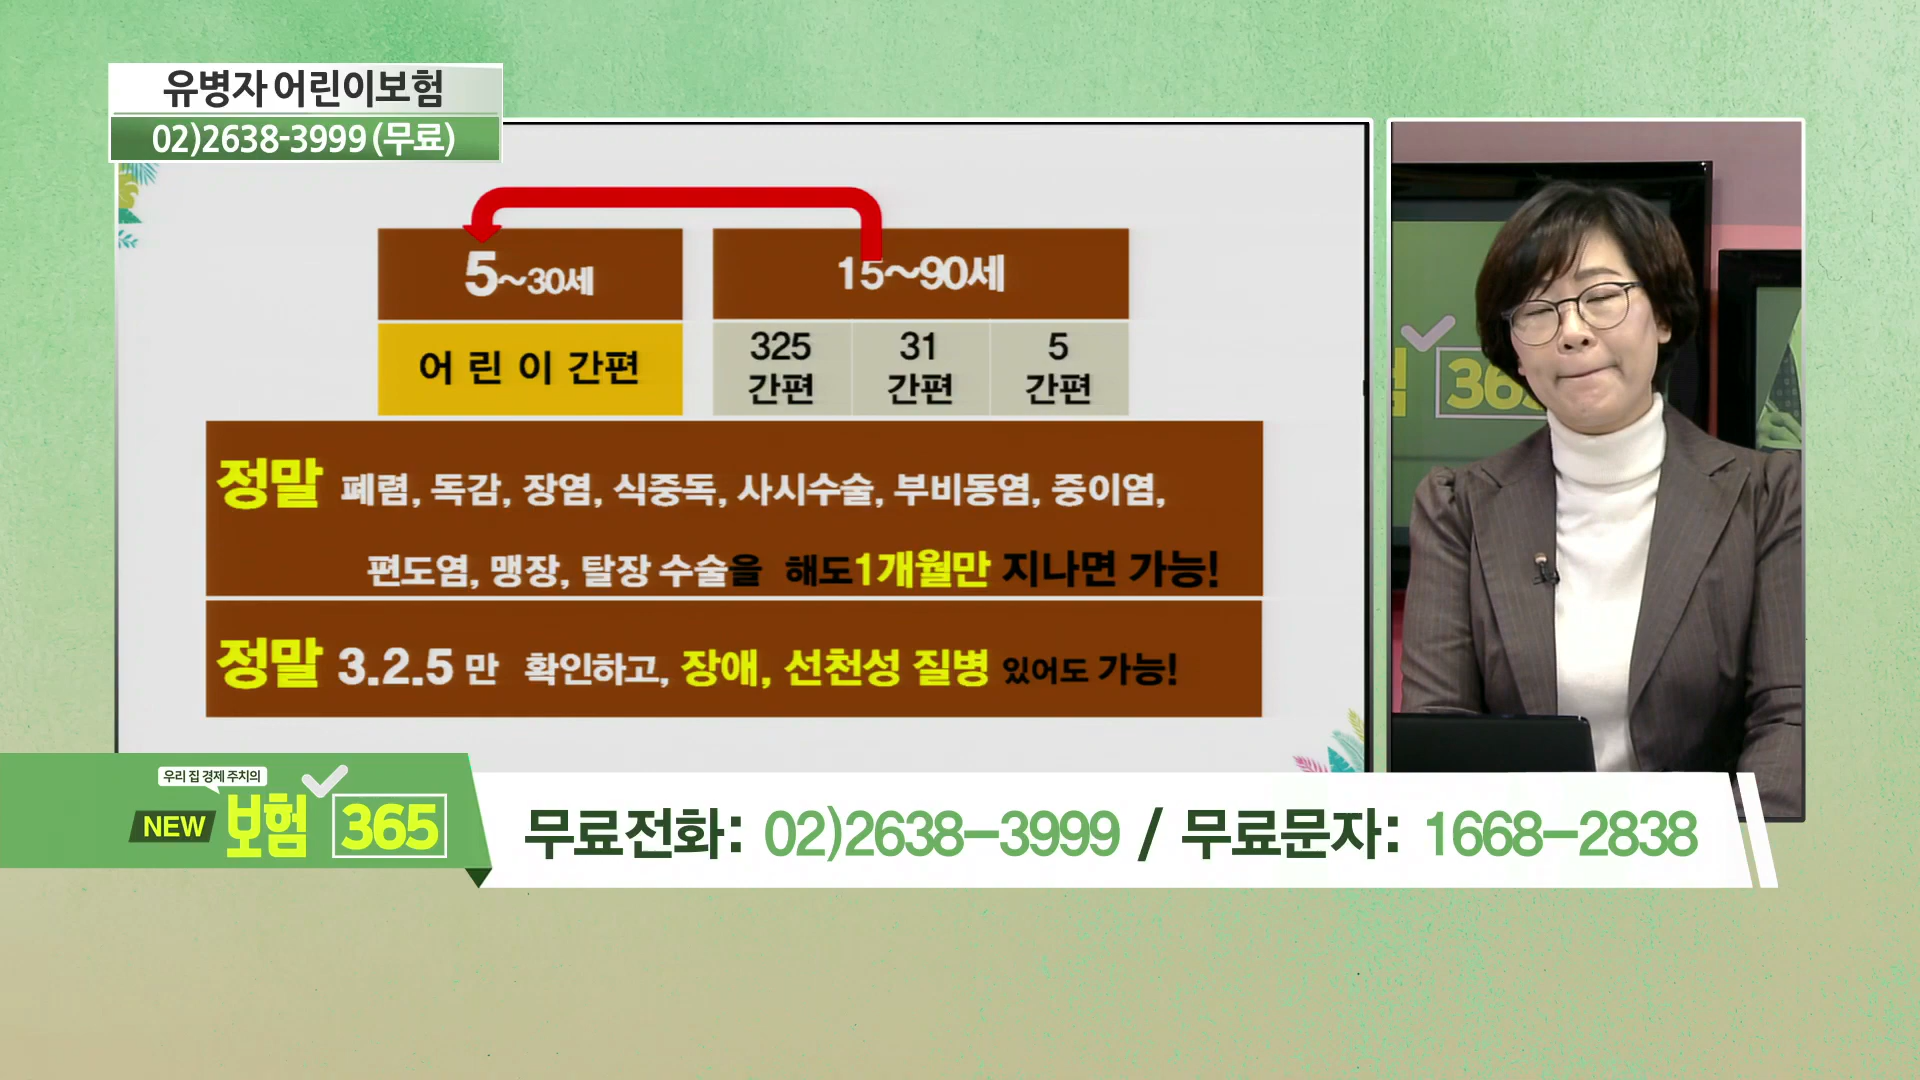 유병자 어린이보험
02)2638-3999 (무료)
5~30세
15~90세
어 린 이 간편
325 간편
31 간편
5 간편
정말 폐렴, 독감, 장염, 식중독, 사시수술, 부비동염, 중이염,
편도염, 맹장, 탈장 수술을 해도1개월만 지나면 가능!
정말 3.2.5 만 확인하고, 장애, 선천성 질병 있어도 가능!
험 365
우리 집 경제 주치의
NEW 보험 365
무료전화: 02)2638-3999 / 무료문자: 1668-2838